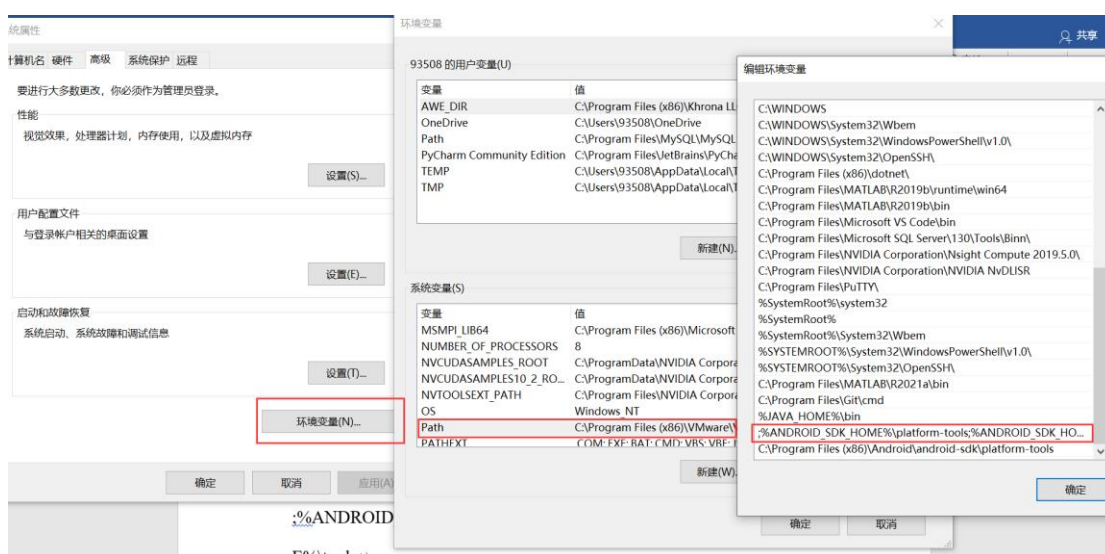 统属性
计算机名 硬件 高级 系统保护 远程
要进行大多数更改，你必须作为管理员登录。
性能
视觉效果，处理器计划，内存使用，以及虚拟内存
设置(S)...
用户配置文件
与登录帐户相关的桌面设置
设置(E)...
启动和故障恢复
系统启动、系统故障和调试信息
设置(T)...
环境变量(N)...
确定 取消 应用(A)
;%ANDROID
环境变量
93508 的用户变量(U)
变量 值
AWE_DIR C:\Program Files (x86)\Khrona LL
OneDrive C:\Users\93508\OneDrive
Path C:\Program Files\MySQL\MySQL
PyCharm Community Edition C:\Program Files\JetBrains\PyCha
TEMP C:\Users\93508\AppData\Local\T
TMP C:\Users\93508\AppData\Local\T
新建(N)
系统变量(S)
变量 值
MSMPI_LIB64 C:\Program Files (x86)\Microsoft
NUMBER_OF_PROCESSORS 8
NVCUDASAMPLES_ROOT C:\ProgramData\NVIDIA Corpora
NVCUDASAMPLES10_2_RO... C:\ProgramData\NVIDIA Corpora
NVTOOLSEXT_PATH C:\Program Files\NVIDIA Corpora
OS Windows_NT
Path C:\Program Files (x86)\VMware\
PATHEXT .COM;.EXE;.BAT;.CMD;.VBS;.VBE;
新建(W)
确定 取消
共享
编辑环境变量
C:\WINDOWS
C:\WINDOWS\System32\Wbem
C:\WINDOWS\System32\WindowsPowerShell\v1.0\
C:\WINDOWS\System32\OpenSSH\
C:\Program Files (x86)\dotnet\
C:\Program Files\MATLAB\R2019b\runtime\win64
C:\Program Files\MATLAB\R2019b\bin
C:\Program Files\Microsoft VS Code\bin
C:\Program Files\Microsoft SQL Server\130\Tools\Binn\
C:\Program Files\NVIDIA Corporation\Nsight Compute 2019.5.0\
C:\Program Files\NVIDIA Corporation\NVIDIA NvDLISR
C:\Program Files\PuTTY\
%SystemRoot%\system32
%SystemRoot%
%SystemRoot%\System32\Wbem
%SYSTEMROOT%\System32\WindowsPowerShell\v1.0\
%SYSTEMROOT%\System32\OpenSSH\
C:\Program Files\MATLAB\R2021a\bin
C:\Program Files\Git\cmd
%JAVA_HOME%\bin
;%ANDROID_SDK_HOME%\platform-tools;%ANDROID_SDK_HO...
C:\Program Files (x86)\Android\android-sdk\platform-tools
确定